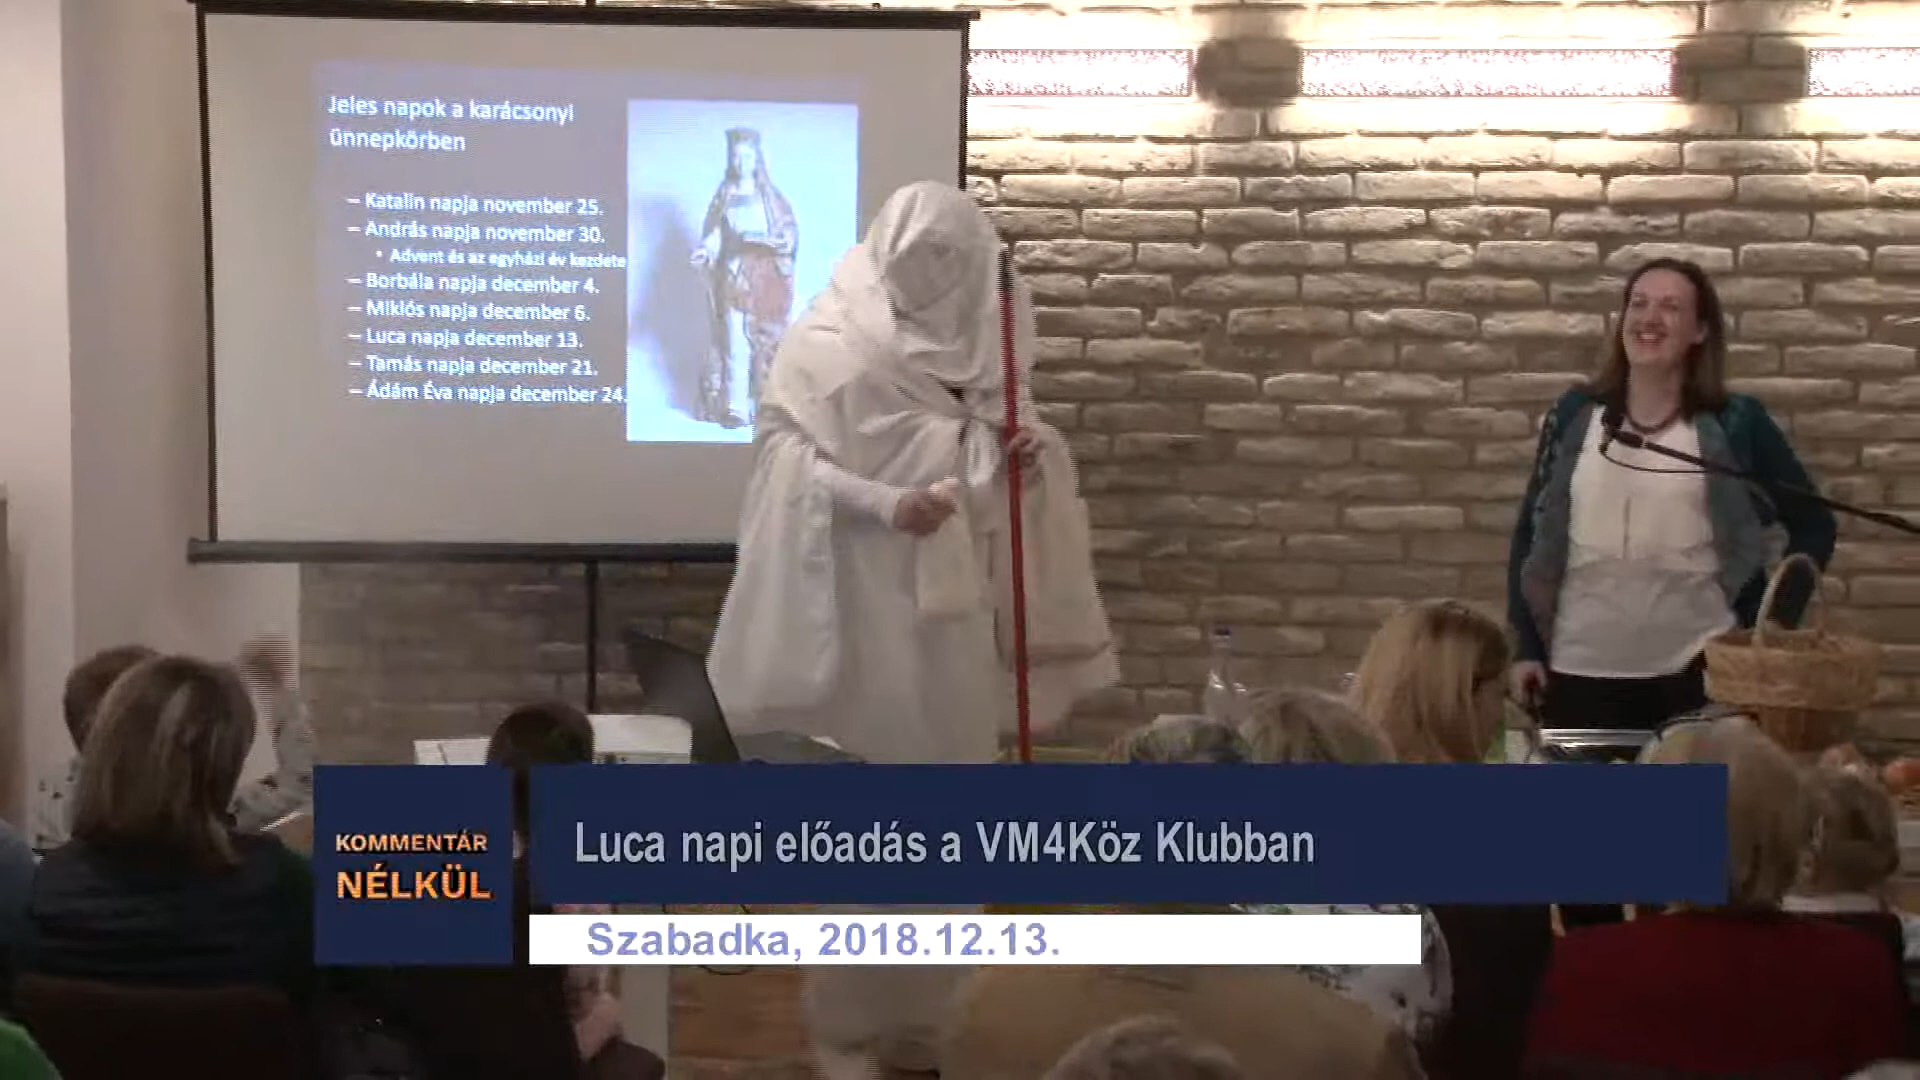 Jeles napok a karácsonyi
ünnepkörben
– Katalin napja november 25.
– András napja november 30.
• Advent és az egyházi év kezdete
– Borbála napja december 4.
– Miklós napja december 6.
– Luca napja december 13.
– Tamás napja december 21.
– Ádám Éva napja december 24.
KOMMENTÁR
NÉLKÜL
Luca napi előadás a VM4Köz Klubban
Szabadka, 2018.12.13.